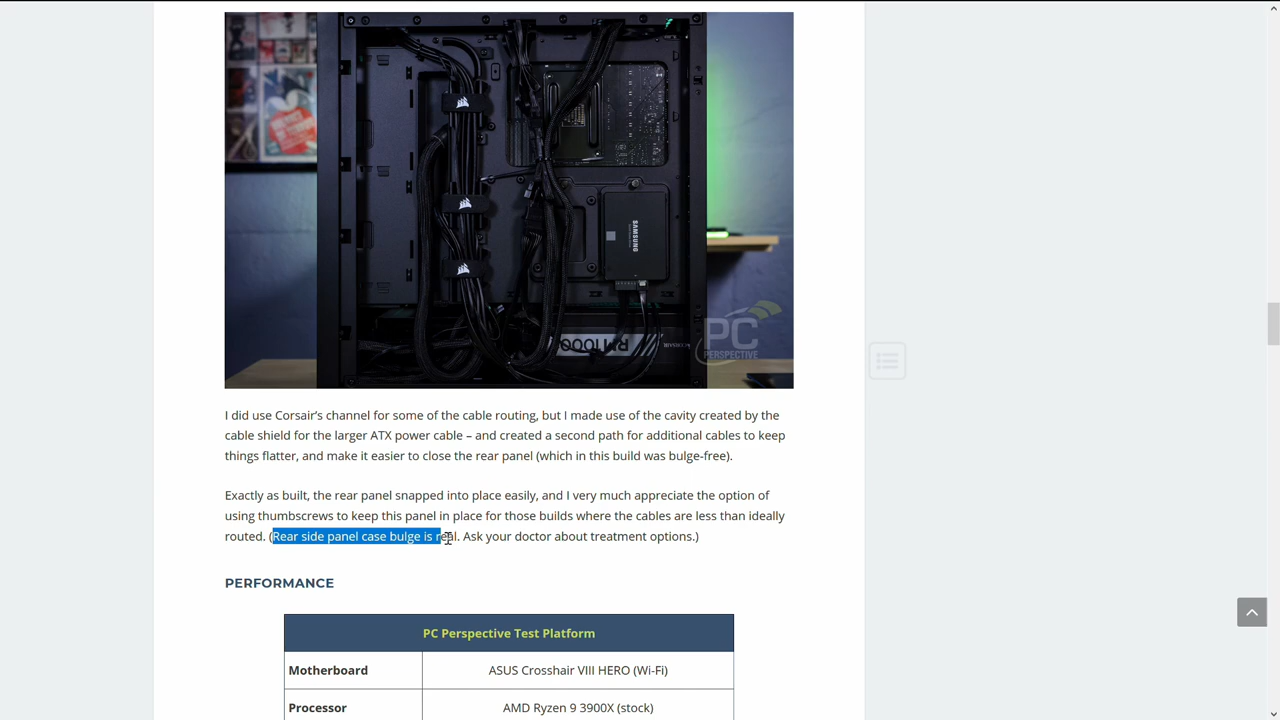 SAMSUNG
RM1000
CORSAIR
PC
PERSPECTIVE
I did use Corsair’s channel for some of the cable routing, but I made use of the cavity created by the
cable shield for the larger ATX power cable – and created a second path for additional cables to keep
things flatter, and make it easier to close the rear panel (which in this build was bulge-free).
Exactly as built, the rear panel snapped into place easily, and I very much appreciate the option of
using thumbscrews to keep this panel in place for those builds where the cables are less than ideally
routed. (Rear side panel case bulge is real. Ask your doctor about treatment options.)
PERFORMANCE
PC Perspective Test Platform
Motherboard ASUS Crosshair VIII HERO (Wi-Fi)
Processor AMD Ryzen 9 3900X (stock)